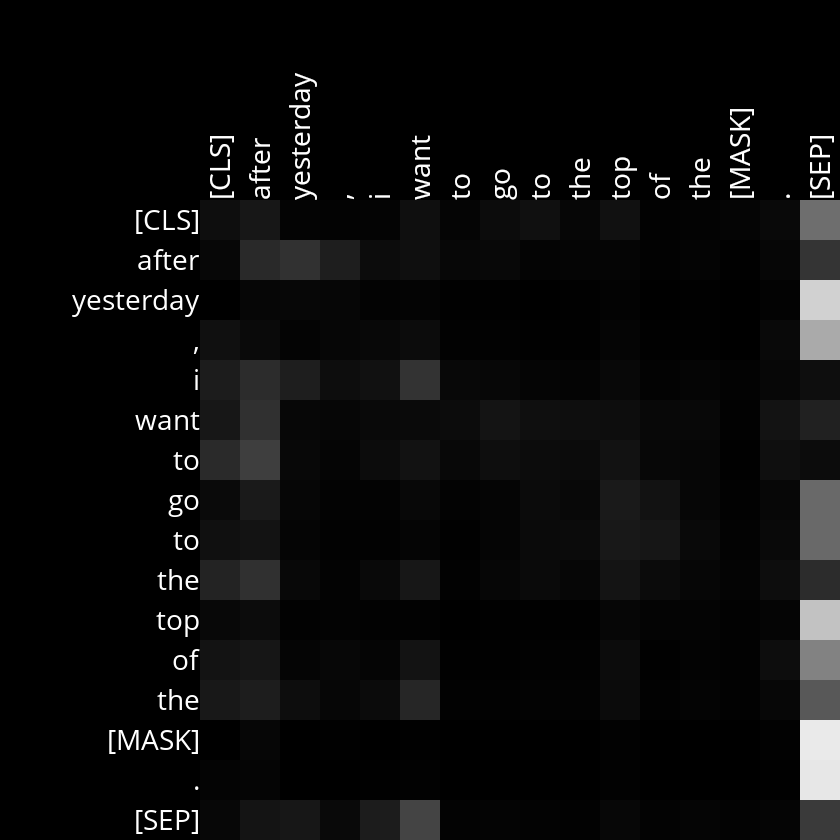 [CLS] after yesterday , i want to go to the top of the [MASK] . [SEP]
[CLS]
after
yesterday
,
i
want
to
go
to
the
top
of
the
[MASK]
.
[SEP]